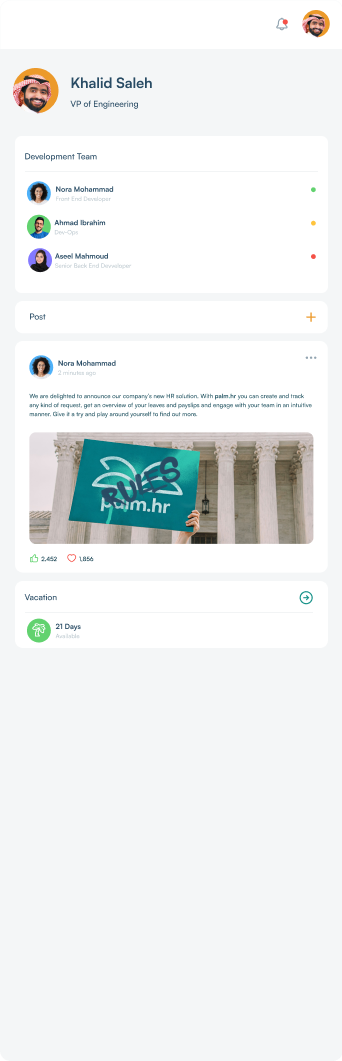 Khalid Saleh
VP of Engineering
Development Team
Nora Mohammad
Front End Developer
Ahmad Ibrahim
Dev-Ops
Aseel Mahmoud
Senior Back End Devveloper
Post
Nora Mohammad
2 minutes ago
We are delighted to announce our company's new HR solution. With palm.hr you can create and track
any kind of request, get an overview of your leaves and payslips and engage with your team in an intuitive
manner. Give it a try and play around yourself to find out more.
RULES
palm.hr
2,452 1,856
Vacation
21 Days
Available